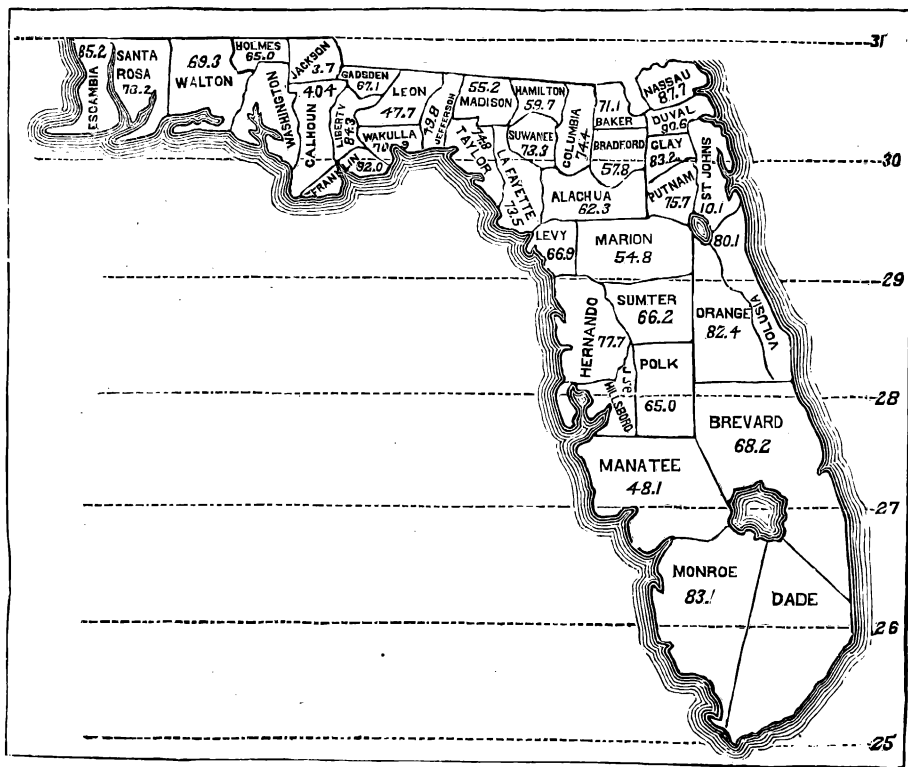 31
85.2
ESCAMBIA
SANTA
ROSA
73.2
69.3
WALTON
HOLMES
65.0
WASHINGTON
JACKSON
3.7
404
CALHOUN
GADSDEN
67.1
LIBERTY
84.3
LEON
47.7
WAKULLA
FRANKLIN
92.0
79.8
JEFFERSON
55.2
MADISON
TAYLOR
HAMILTON
59.7
SUWANEE
73.3
LA FAYETTE
73.5
COLUMBIA
74.4
71.1
BAKER
BRADFORD
57.8
NASSAU
87.7
DUVAL
90.6
GLAY
83.2
ST JOHNS
10.1
PUTNAM
75.7
30
ALACHUA
62.3
LEVY
66.9
MARION
54.8
80.1
VOLUSIA
29
HERNANDO
77.7
SUMTER
66.2
ORANGE
82.4
POLK
65.0
HILLSBORO
28
BREVARD
68.2
MANATEE
48.1
27
MONROE
83.1
DADE
26
25